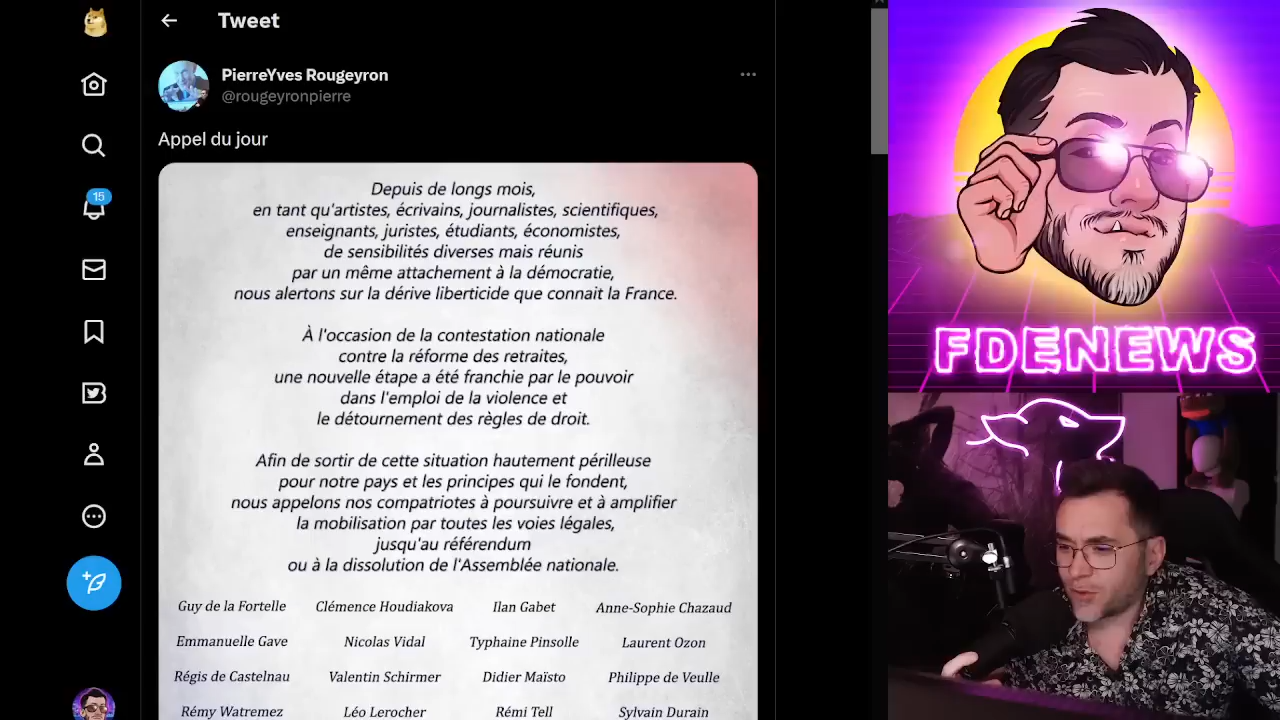 Tweet
PierreYves Rougeyron
@rougeyronpierre
Appel du jour
15
Depuis de longs mois,
en tant qu'artistes, écrivains, journalistes, scientifiques,
enseignants, juristes, étudiants, économistes,
de sensibilités diverses mais réunis
par un même attachement à la démocratie,
nous alertons sur la dérive liberticide que connait la France.
À l'occasion de la contestation nationale
contre la réforme des retraites,
une nouvelle étape a été franchie par le pouvoir
dans l'emploi de la violence et
le détournement des règles de droit.
Afin de sortir de cette situation hautement périlleuse
pour notre pays et les principes qui le fondent,
nous appelons nos compatriotes à poursuivre et à amplifier
la mobilisation par toutes les voies légales,
jusqu'au référendum
ou à la dissolution de l'Assemblée nationale.
Guy de la Fortelle Clémence Houdiakova Ilan Gabet Anne-Sophie Chazaud
Emmanuelle Gave Nicolas Vidal Typhaine Pinsolle Laurent Ozon
Régis de Castelnau Valentin Schirmer Didier Maïsto Philippe de Veulle
Rémy Watremez Léo Lerocher Rémi Tell Sylvain Durain
FDENEWS